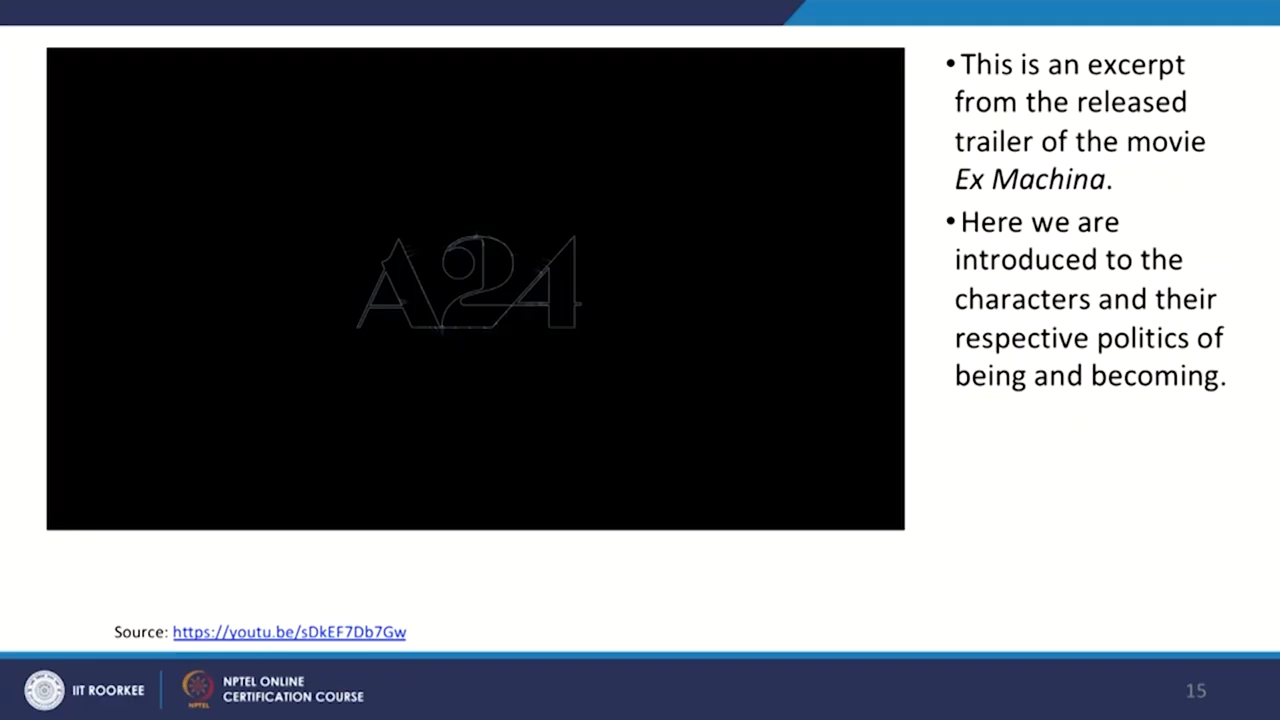 A24
•This is an excerpt
from the released
trailer of the movie
Ex Machina.
•Here we are
introduced to the
characters and their
respective politics of
being and becoming.
Source: https://youtu.be/sDkEF7Db7Gw
IIT ROORKEE
NPTEL
NPTEL ONLINE
CERTIFICATION COURSE
15